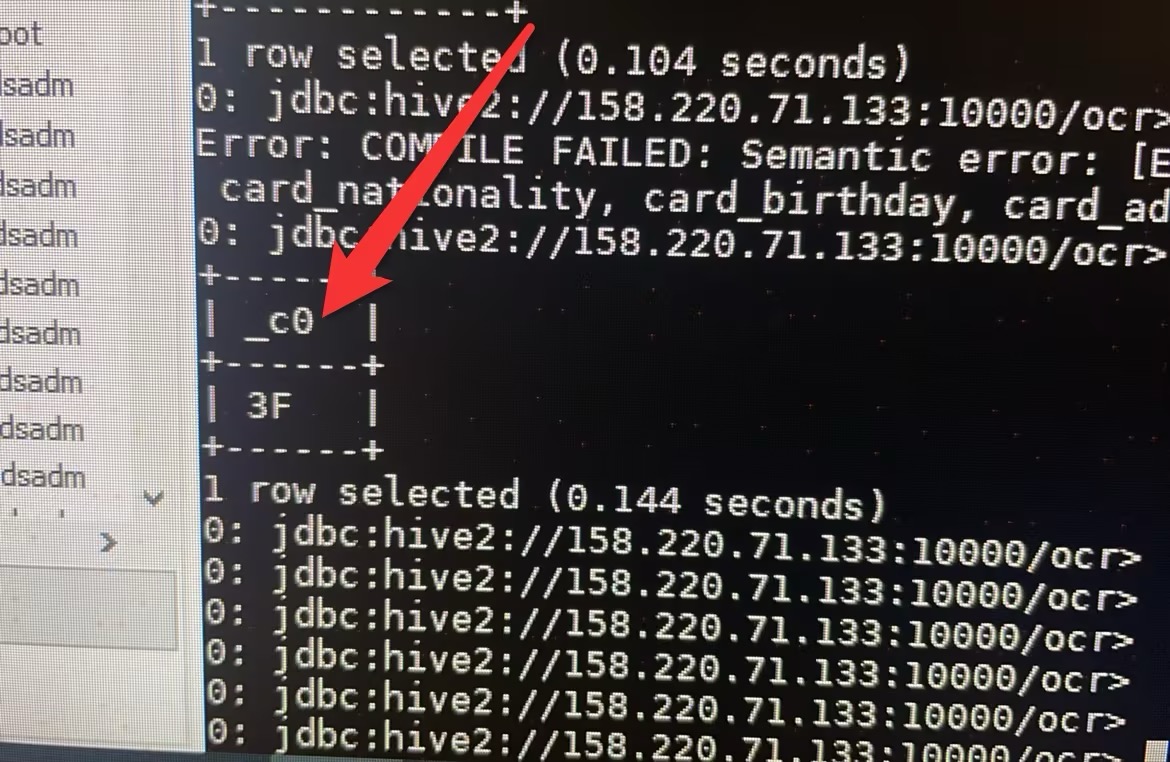 +------------+
1 row selected (0.104 seconds)
0: jdbc:hive2://158.220.71.133:10000/ocr>
Error: COMPILE FAILED: Semantic error: [E
card_nationality, card_birthday, card_ad
0: jdbc:hive2://158.220.71.133:10000/ocr>
+------+
| _c0 |
+------+
| 3F |
+------+
1 row selected (0.144 seconds)
0: jdbc:hive2://158.220.71.133:10000/ocr>
0: jdbc:hive2://158.220.71.133:10000/ocr>
0: jdbc:hive2://158.220.71.133:10000/ocr>
0: jdbc:hive2://158.220.71.133:10000/ocr>
0: jdbc:hive2://158.220.71.133:10000/ocr>
0: jdbc:hive2://158.220.71.133:10000/ocr>
oot
dsadm
dsadm
dsadm
dsadm
dsadm
dsadm
dsadm
dsadm
dsadm